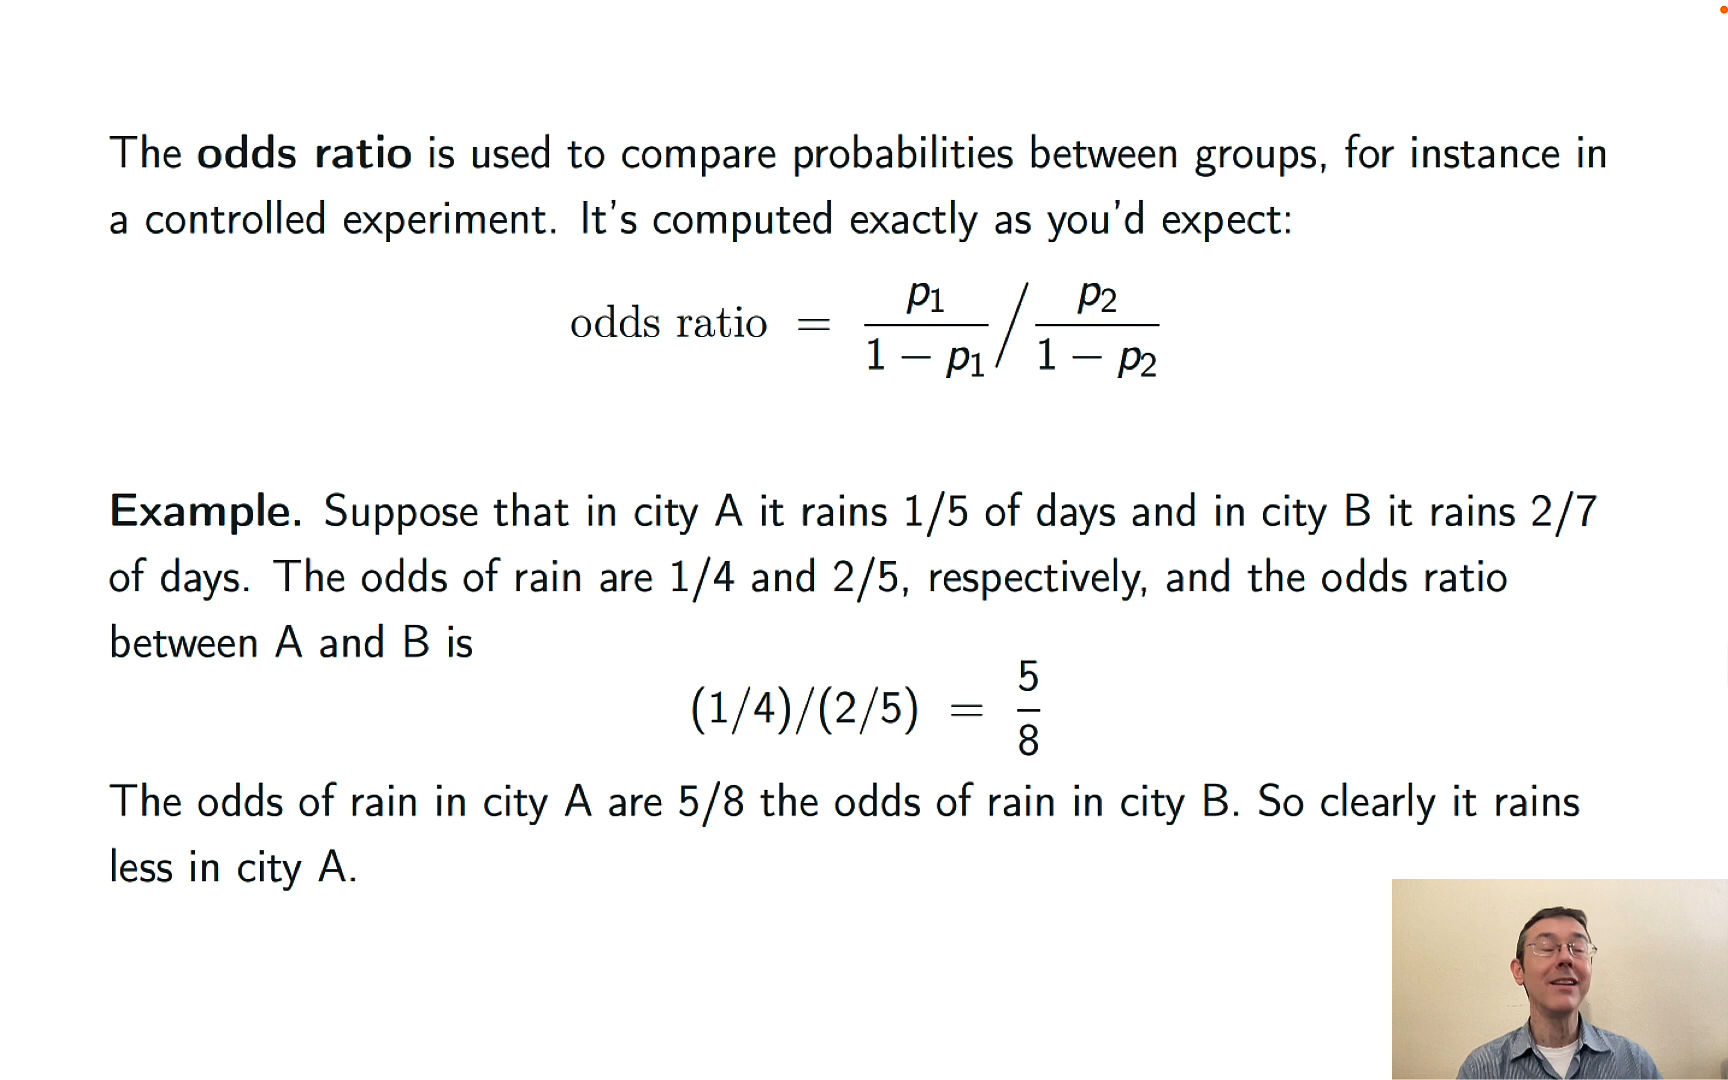 The odds ratio is used to compare probabilities between groups, for instance in
a controlled experiment. It's computed exactly as you'd expect:
odds ratio = p₁/(1 − p₁) / p₂/(1 − p₂)
Example. Suppose that in city A it rains 1/5 of days and in city B it rains 2/7
of days. The odds of rain are 1/4 and 2/5, respectively, and the odds ratio
between A and B is
(1/4)/(2/5) = 5/8
The odds of rain in city A are 5/8 the odds of rain in city B. So clearly it rains
less in city A.